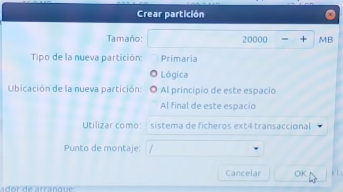 Crear partición
Tamaño: 20000 − + MB
Tipo de la nueva partición: Primaria
Lógica
Ubicación de la nueva partición: Al principio de este espacio
Al final de este espacio
Utilizar como: sistema de ficheros ext4 transaccional
Punto de montaje: /
Cancelar OK
ador de arranque: